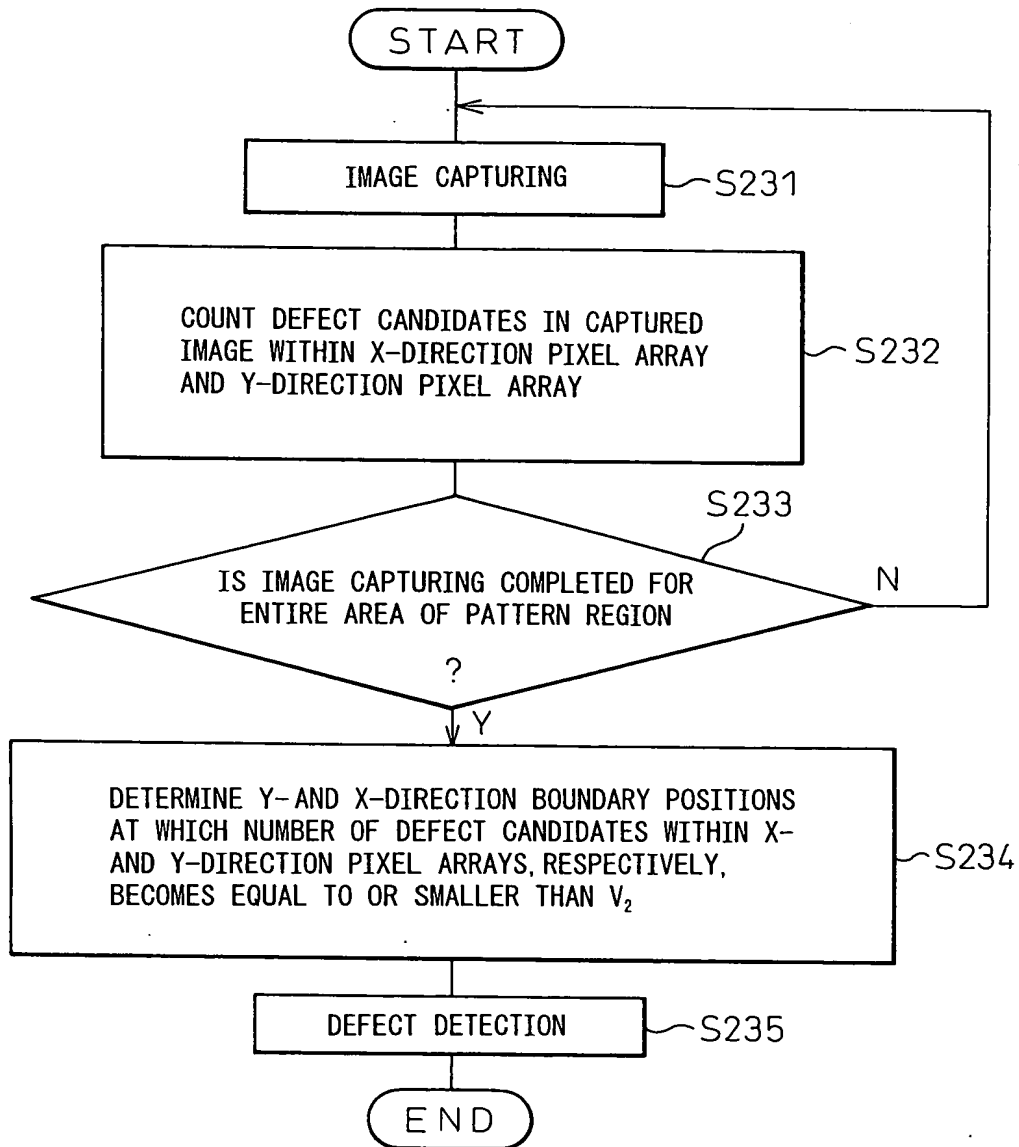 START
IMAGE CAPTURING
S231
COUNT DEFECT CANDIDATES IN CAPTURED
IMAGE WITHIN X-DIRECTION PIXEL ARRAY
AND Y-DIRECTION PIXEL ARRAY
S232
S233
IS IMAGE CAPTURING COMPLETED FOR
ENTIRE AREA OF PATTERN REGION
?
N
Y
DETERMINE Y- AND X-DIRECTION BOUNDARY POSITIONS
AT WHICH NUMBER OF DEFECT CANDIDATES WITHIN X-
AND Y-DIRECTION PIXEL ARRAYS, RESPECTIVELY,
BECOMES EQUAL TO OR SMALLER THAN V₂
S234
DEFECT DETECTION
S235
END